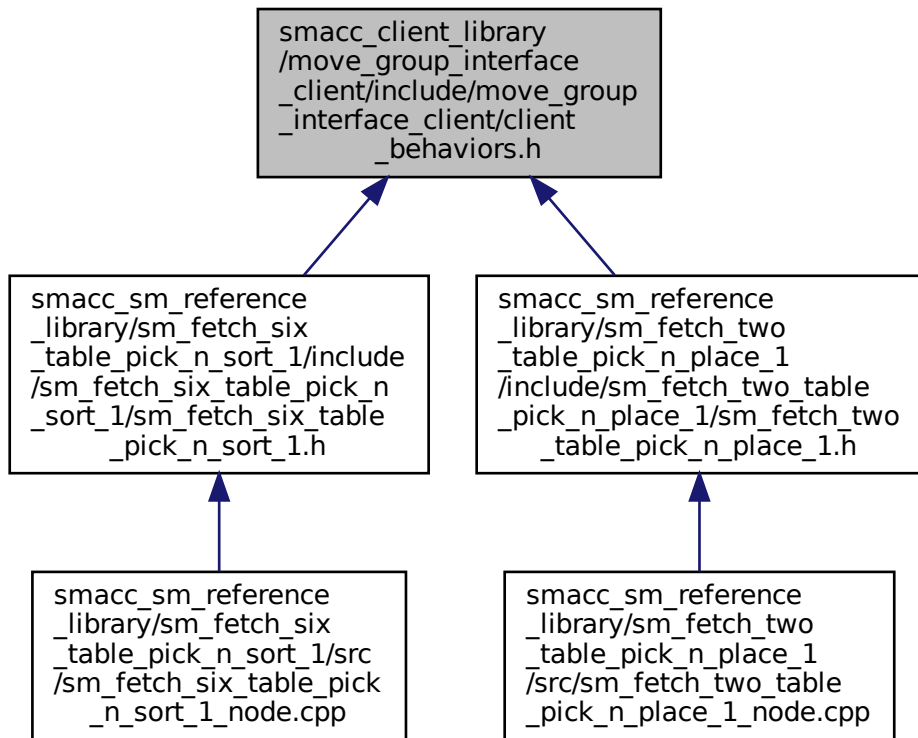 smacc_client_library
/move_group_interface
_client/include/move_group
_interface_client/client
_behaviors.h
smacc_sm_reference
_library/sm_fetch_six
_table_pick_n_sort_1/include
/sm_fetch_six_table_pick_n
_sort_1/sm_fetch_six_table
_pick_n_sort_1.h
smacc_sm_reference
_library/sm_fetch_two
_table_pick_n_place_1
/include/sm_fetch_two_table
_pick_n_place_1/sm_fetch_two
_table_pick_n_place_1.h
smacc_sm_reference
_library/sm_fetch_six
_table_pick_n_sort_1/src
/sm_fetch_six_table_pick
_n_sort_1_node.cpp
smacc_sm_reference
_library/sm_fetch_two
_table_pick_n_place_1
/src/sm_fetch_two_table
_pick_n_place_1_node.cpp